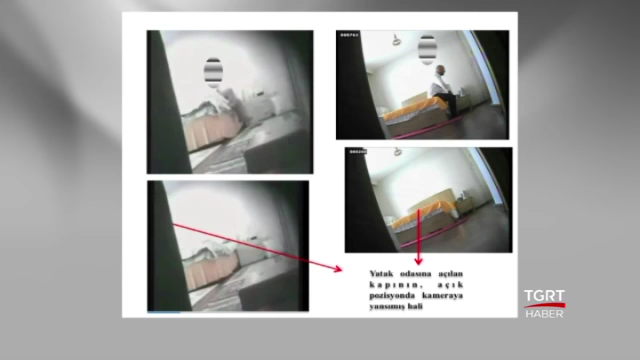 Yatak odasına açılan
kapının, açık
pozisyonda kameraya
yansımış hali
TGRT
HABER